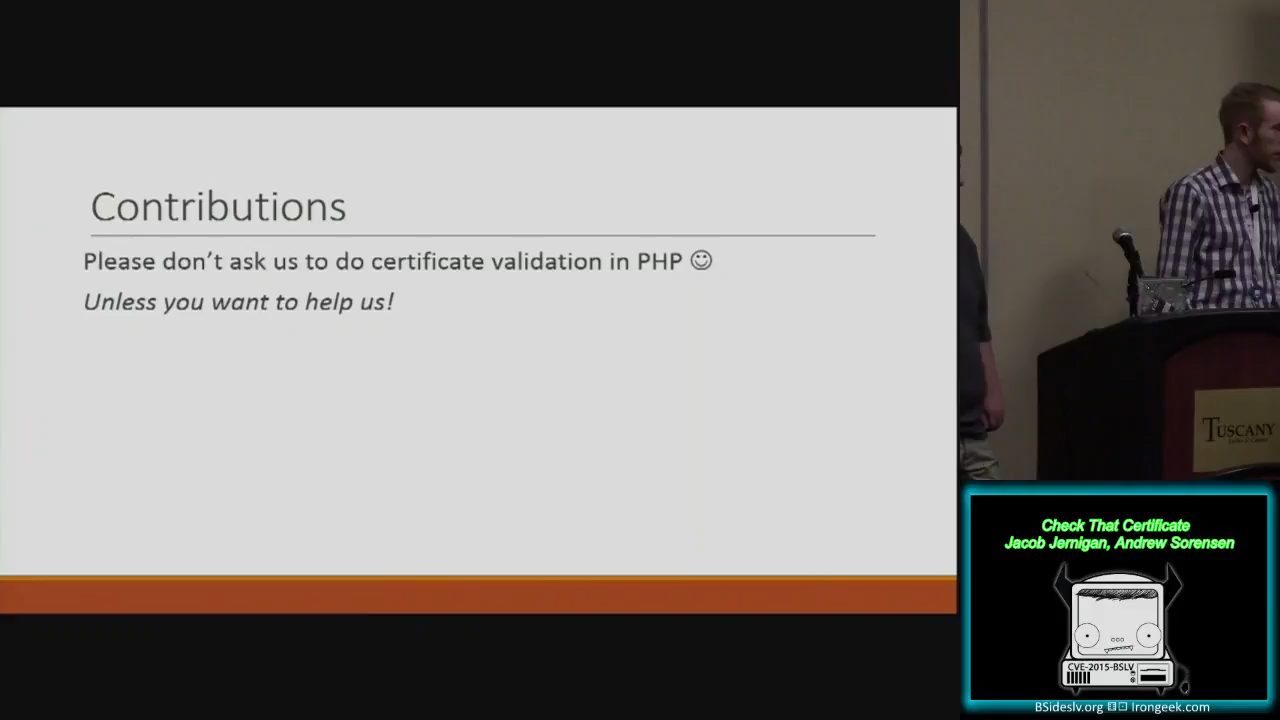 Contributions
Please don't ask us to do certificate validation in PHP ☺
Unless you want to help us!
TUSCANY
Check That Certificate
Jacob Jernigan, Andrew Sorensen
CVE-2015-BSLV
BSideslv.org Irongeek.com